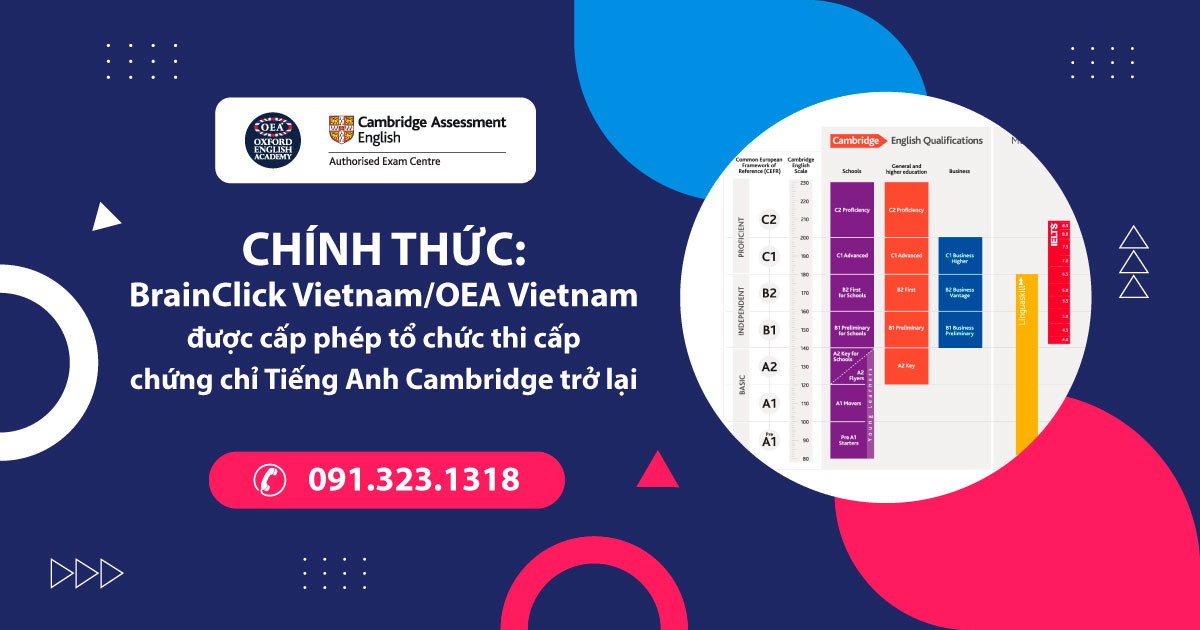 OEA
OXFORD
ENGLISH
ACADEMY
Cambridge Assessment
English
Authorised Exam Centre
CHÍNH THỨC:
BrainClick Vietnam/OEA Vietnam
được cấp phép tổ chức thi cấp
chứng chỉ Tiếng Anh Cambridge trở lại
091.323.1318
Cambridge English Qualifications
Common European
Framework of
Reference (CEFR)
Cambridge
English
Scale
Schools
General and
higher education
Business
PROFICIENT
INDEPENDENT
BASIC
C2
C1
B2
B1
A2
A1
Pre
A1
230
220
210
200
190
180
170
160
150
140
130
120
110
100
90
80
C2 Proficiency
C1 Advanced
B2 First
for Schools
B1 Preliminary
for Schools
A2 Key for
Schools
A2
Flyers
A1 Movers
Pre A1
Starters
Young Learners
C2 Proficiency
C1 Advanced
B2 First
B1 Preliminary
A2 Key
C1 Business
Higher
B2 Business
Vantage
B1 Business
Preliminary
Linguaskill
IELTS